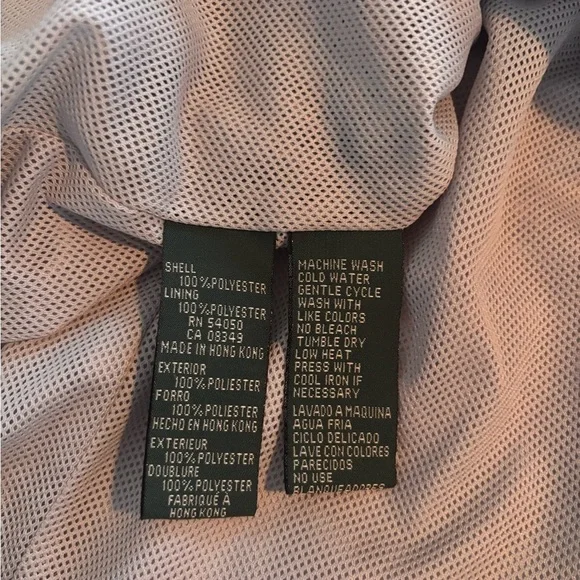 SHELL
100%POLYESTER
LINING
100%POLYESTER
RN 54050
CA 08349
MADE IN HONG KONG
EXTERIOR
100% POLIESTER
FORRO
100% POLIESTER
HECHO EN HONG KONG
EXTERIEUR
100% POLYESTER
DOUBLURE
100% POLYESTER
FABRIQUÉ À
HONG KONG
MACHINE WASH
COLD WATER
GENTLE CYCLE
WASH WITH
LIKE COLORS
NO BLEACH
TUMBLE DRY
LOW HEAT
PRESS WITH
COOL IRON IF
NECESSARY
LAVADO A MAQUINA
AGUA FRIA
CICLO DELICADO
LAVE CON COLORES
PARECIDOS
NO USE
BLANQUEADORES